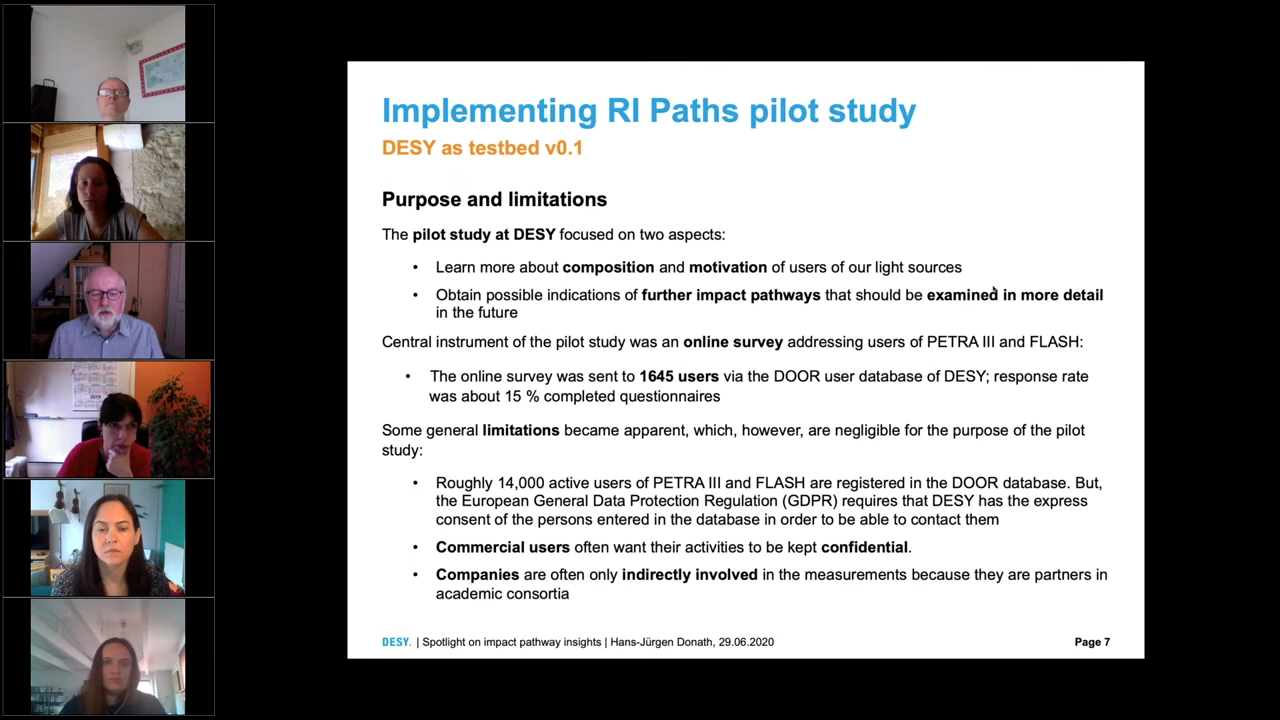 Implementing RI Paths pilot study
DESY as testbed v0.1
Purpose and limitations
The pilot study at DESY focused on two aspects:
• Learn more about composition and motivation of users of our light sources
• Obtain possible indications of further impact pathways that should be examined in more detail
in the future
Central instrument of the pilot study was an online survey addressing users of PETRA III and FLASH:
• The online survey was sent to 1645 users via the DOOR user database of DESY; response rate
was about 15 % completed questionnaires
Some general limitations became apparent, which, however, are negligible for the purpose of the pilot
study:
• Roughly 14,000 active users of PETRA III and FLASH are registered in the DOOR database. But,
the European General Data Protection Regulation (GDPR) requires that DESY has the express
consent of the persons entered in the database in order to be able to contact them
• Commercial users often want their activities to be kept confidential.
• Companies are often only indirectly involved in the measurements because they are partners in
academic consortia
DESY. | Spotlight on impact pathway insights | Hans-Jürgen Donath, 29.06.2020
Page 7